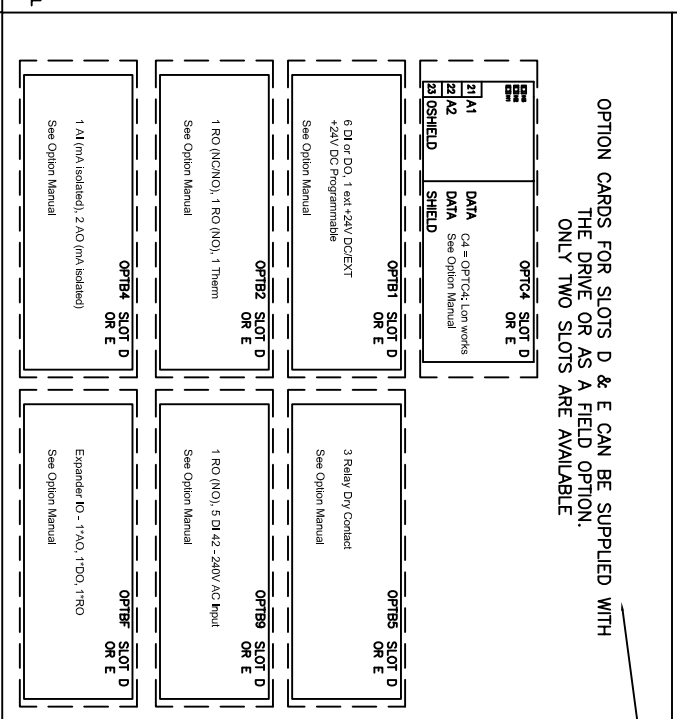 OPTION CARDS FOR SLOTS D & E CAN BE SUPPLIED WITH
THE DRIVE OR AS A FIELD OPTION.
ONLY TWO SLOTS ARE AVAILABLE
OPTC4 SLOT D
OR E
21 A1 DATA
22 A2 DATA
23 0SHIELD SHIELD
C4 = OPTC4: Lon works
See Option Manual
OPTB1 SLOT D
OR E
6 DI or DO, 1 ext +24V DC/EXT
+24V DC Programmable
See Option Manual
OPTB5 SLOT D
OR E
3 Relay Dry Contact
See Option Manual
OPTB2 SLOT D
OR E
1 RO (NC/NO), 1 RO (NO), 1 Therm
See Option Manual
OPTB9 SLOT D
OR E
1 RO (NO), 5 DI 42 - 240V AC Input
See Option Manual
OPTB4 SLOT D
OR E
1 AI (mA isolated), 2 AO (mA isolated)
See Option Manual
OPTBF SLOT D
OR E
Expander IO - 1*AO, 1*DO, 1*RO
See Option Manual